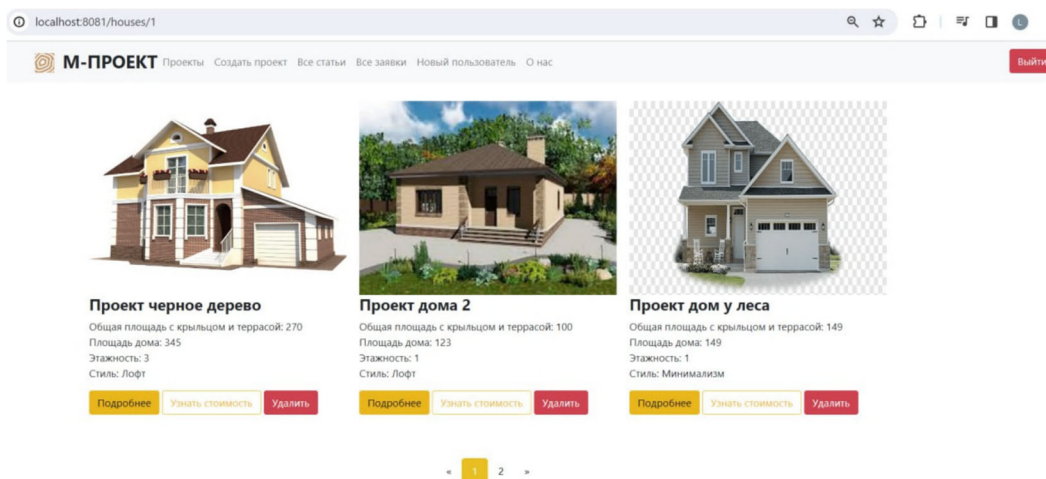 localhost:8081/houses/1
М-ПРОЕКТ Проекты Создать проект Все статьи Все заявки Новый пользователь О нас Выйти
Проект черное дерево
Общая площадь с крыльцом и террасой: 270
Площадь дома: 345
Этажность: 3
Стиль: Лофт
Подробнее Узнать стоимость Удалить
Проект дома 2
Общая площадь с крыльцом и террасой: 100
Площадь дома: 123
Этажность: 1
Стиль: Лофт
Подробнее Узнать стоимость Удалить
Проект дом у леса
Общая площадь с крыльцом и террасой: 149
Площадь дома: 149
Этажность: 1
Стиль: Минимализм
Подробнее Узнать стоимость Удалить
« 1 2 »